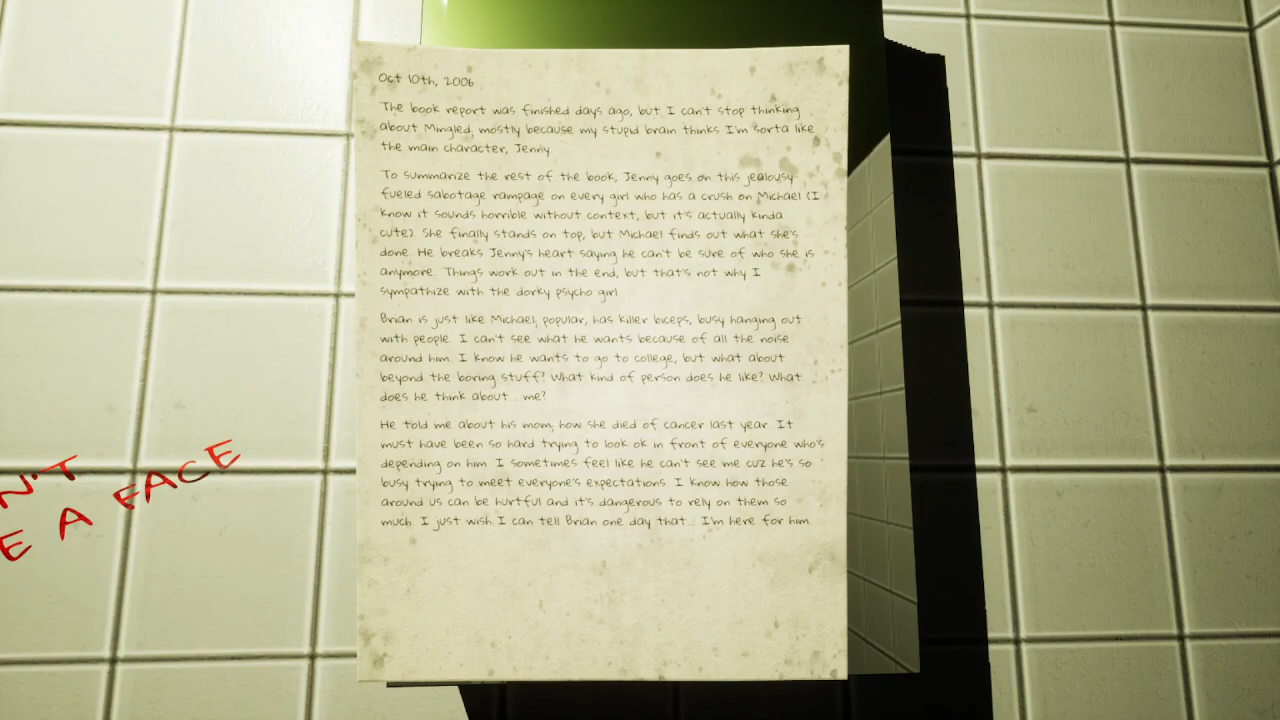 Oct 10th, 2006
The book report was finished days ago, but I can't stop thinking
about Mingled, mostly because my stupid brain thinks I'm sorta like
the main character, Jenny.
To summarize the rest of the book, Jenny goes on this jealousy
fueled sabotage rampage on every girl who has a crush on Michael (I
know it sounds horrible without context, but it's actually kinda
cute). She finally stands on top, but Michael finds out what she's
done. He breaks Jenny's heart saying he can't be sure of who she is
anymore. Things work out in the end, but that's not why I
sympathize with the dorky psycho girl.
Brian is just like Michael; popular, has killer biceps, busy hanging out
with people. I can't see what he wants because of all the noise
around him. I know he wants to go to college, but what about
beyond the boring stuff? What kind of person does he like? What
does he think about... me?
He told me about his mom; how she died of cancer last year. It
must have been so hard trying to look ok in front of everyone who's
depending on him. I sometimes feel like he can't see me cuz he's so
busy trying to meet everyone's expectations. I know how those
around us can be hurtful and it's dangerous to rely on them so
much. I just wish I can tell Brian one day that... I'm here for him.
N'T
E A FACE